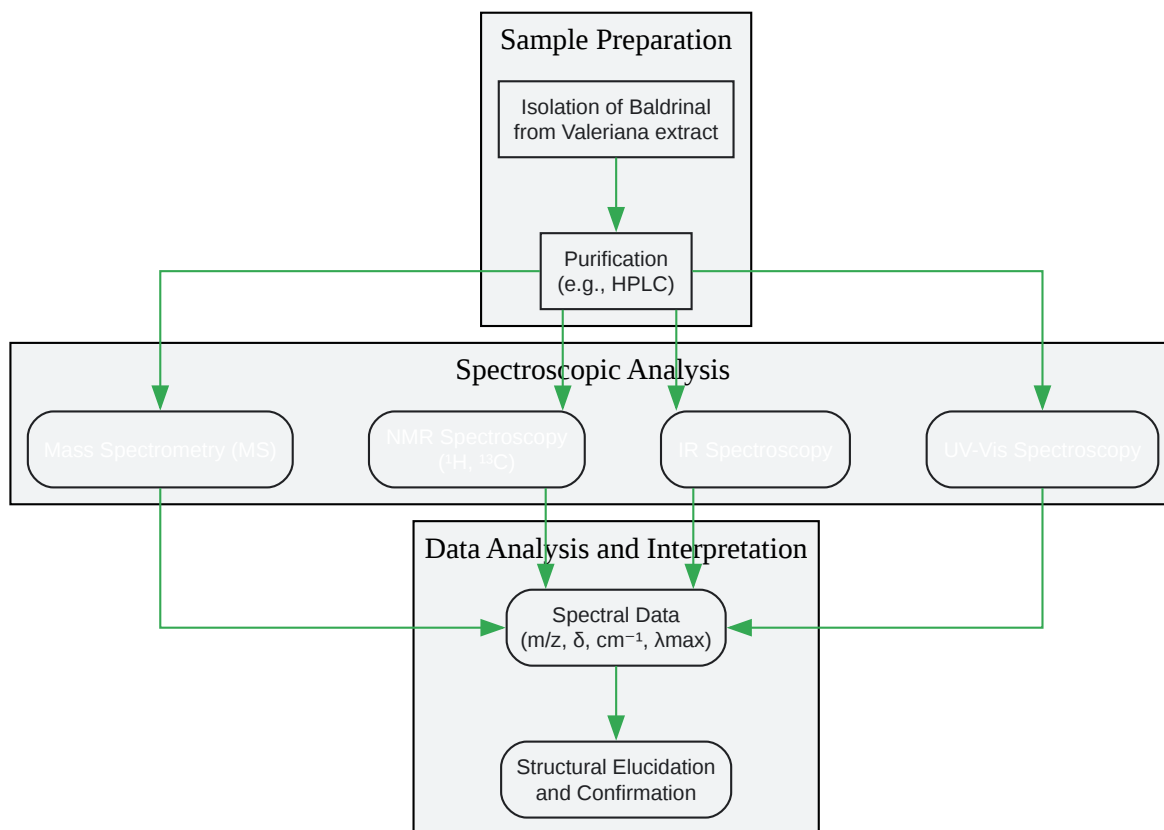 Sample Preparation
Isolation of Baldrinal
from Valeriana extract
Purification
(e.g., HPLC)
Spectroscopic Analysis
Mass Spectrometry (MS)
NMR Spectroscopy
(¹H, ¹³C)
IR Spectroscopy
UV-Vis Spectroscopy
Data Analysis and Interpretation
Spectral Data
(m/z, δ, cm⁻¹, λmax)
Structural Elucidation
and Confirmation